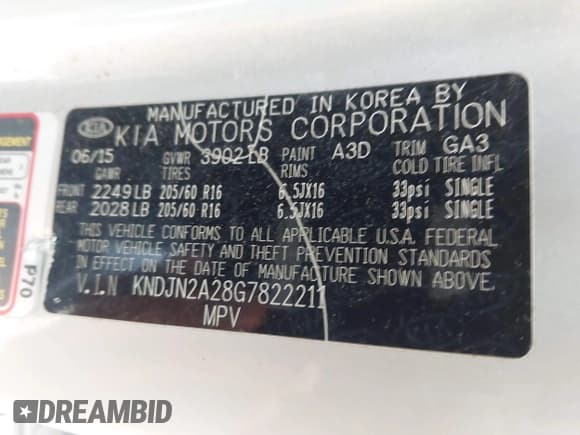 MANUFACTURED IN KOREA BY
KIA KIA MOTORS CORPORATION
06/15 GVWR 3902 LB PAINT A3D TRIM GA3
GAWR TIRES RIMS COLD TIRE INFL
FRONT 2249 LB 205/60 R16 6.5JX16 33psi SINGLE
REAR 2028 LB 205/60 R16 6.5JX16 33psi SINGLE
THIS VEHICLE CONFORMS TO ALL APPLICABLE U.S.A. FEDERAL
MOTOR VEHICLE SAFETY AND THEFT PREVENTION STANDARDS
IN EFFECT ON THE DATE OF MANUFACTURE SHOWN ABOVE.
V.I.N KNDJN2A28G7822211
MPV
P70
DREAMBID